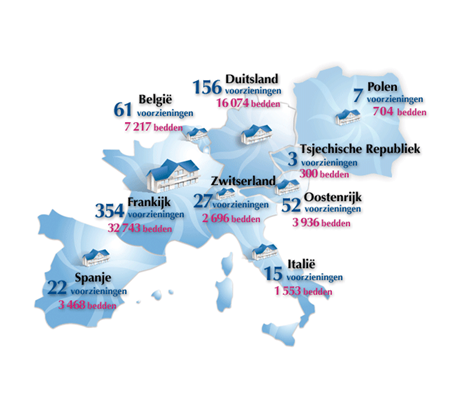 Duitsland
156 voorzieningen
16 074 bedden
Polen
7 voorzieningen
704 bedden
België
61 voorzieningen
7 217 bedden
Tsjechische Republiek
3 voorzieningen
300 bedden
Zwitserland
27 voorzieningen
2 696 bedden
Frankijk
354 voorzieningen
32 743 bedden
Oostenrijk
52 voorzieningen
3 936 bedden
Italië
15 voorzieningen
1 553 bedden
Spanje
22 voorzieningen
3 468 bedden